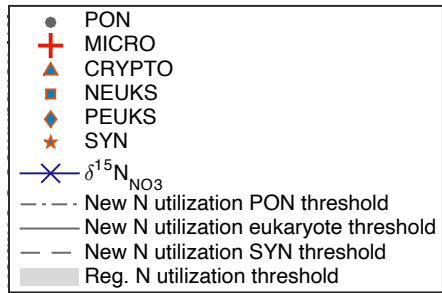 PON
MICRO
CRYPTO
NEUKS
PEUKS
SYN
δ¹⁵N_NO3
New N utilization PON threshold
New N utilization eukaryote threshold
New N utilization SYN threshold
Reg. N utilization threshold